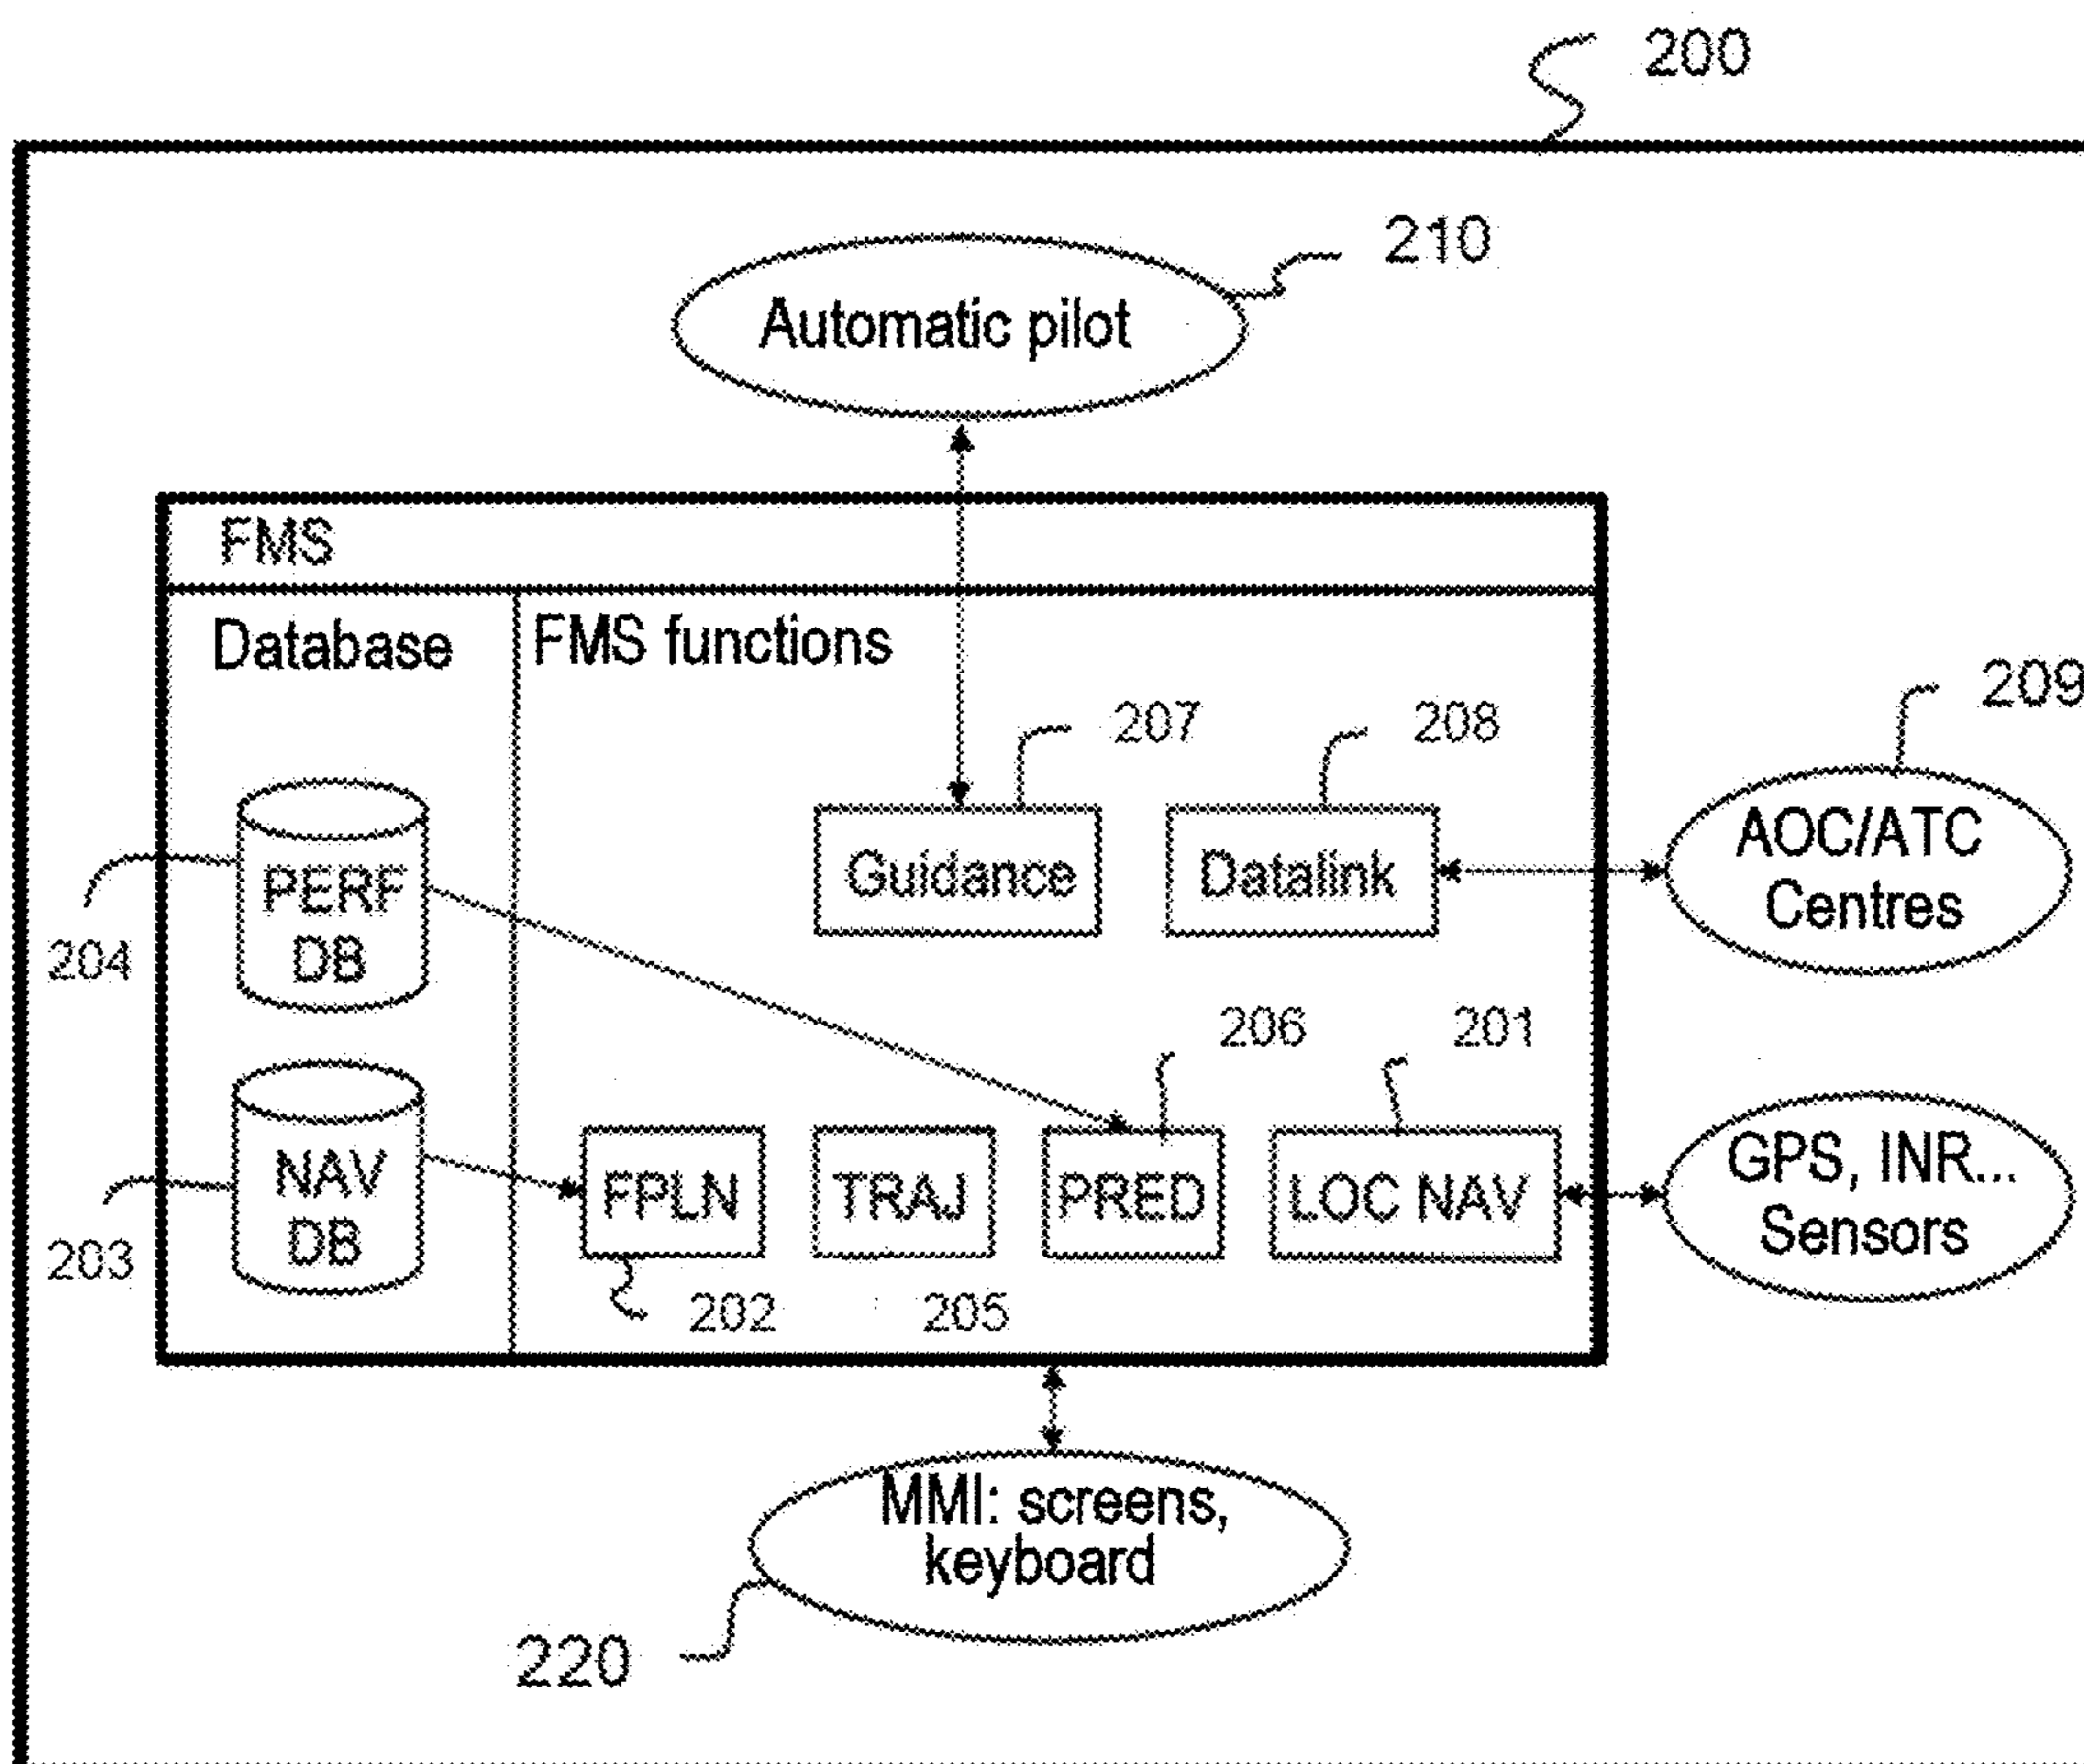 200
210
Automatic pilot
FMS
Database
FMS functions
209
207
208
AOC/ATC
Centres
Guidance
Datalink
PERF
DB
204
206
201
GPS, INR...
Sensors
NAV
DB
FPLN
TRAJ
PRED
LOC NAV
203
202
205
MMI: screens,
keyboard
220